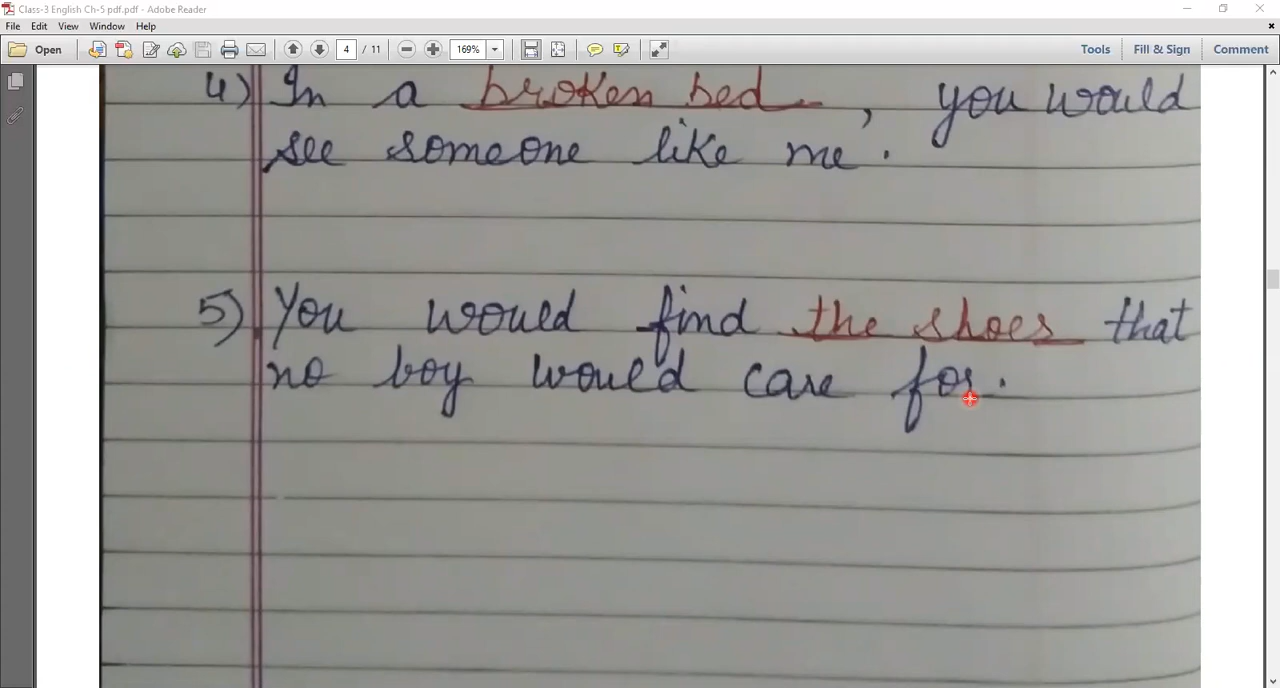 Class-3 English Ch-5 pdf.pdf - Adobe Reader
File Edit View Window Help
Open 4 / 11 169% Tools Fill & Sign Comment
4) In a broken bed, you would
see someone like me.
5) You would find the shoes that
no boy would care for.